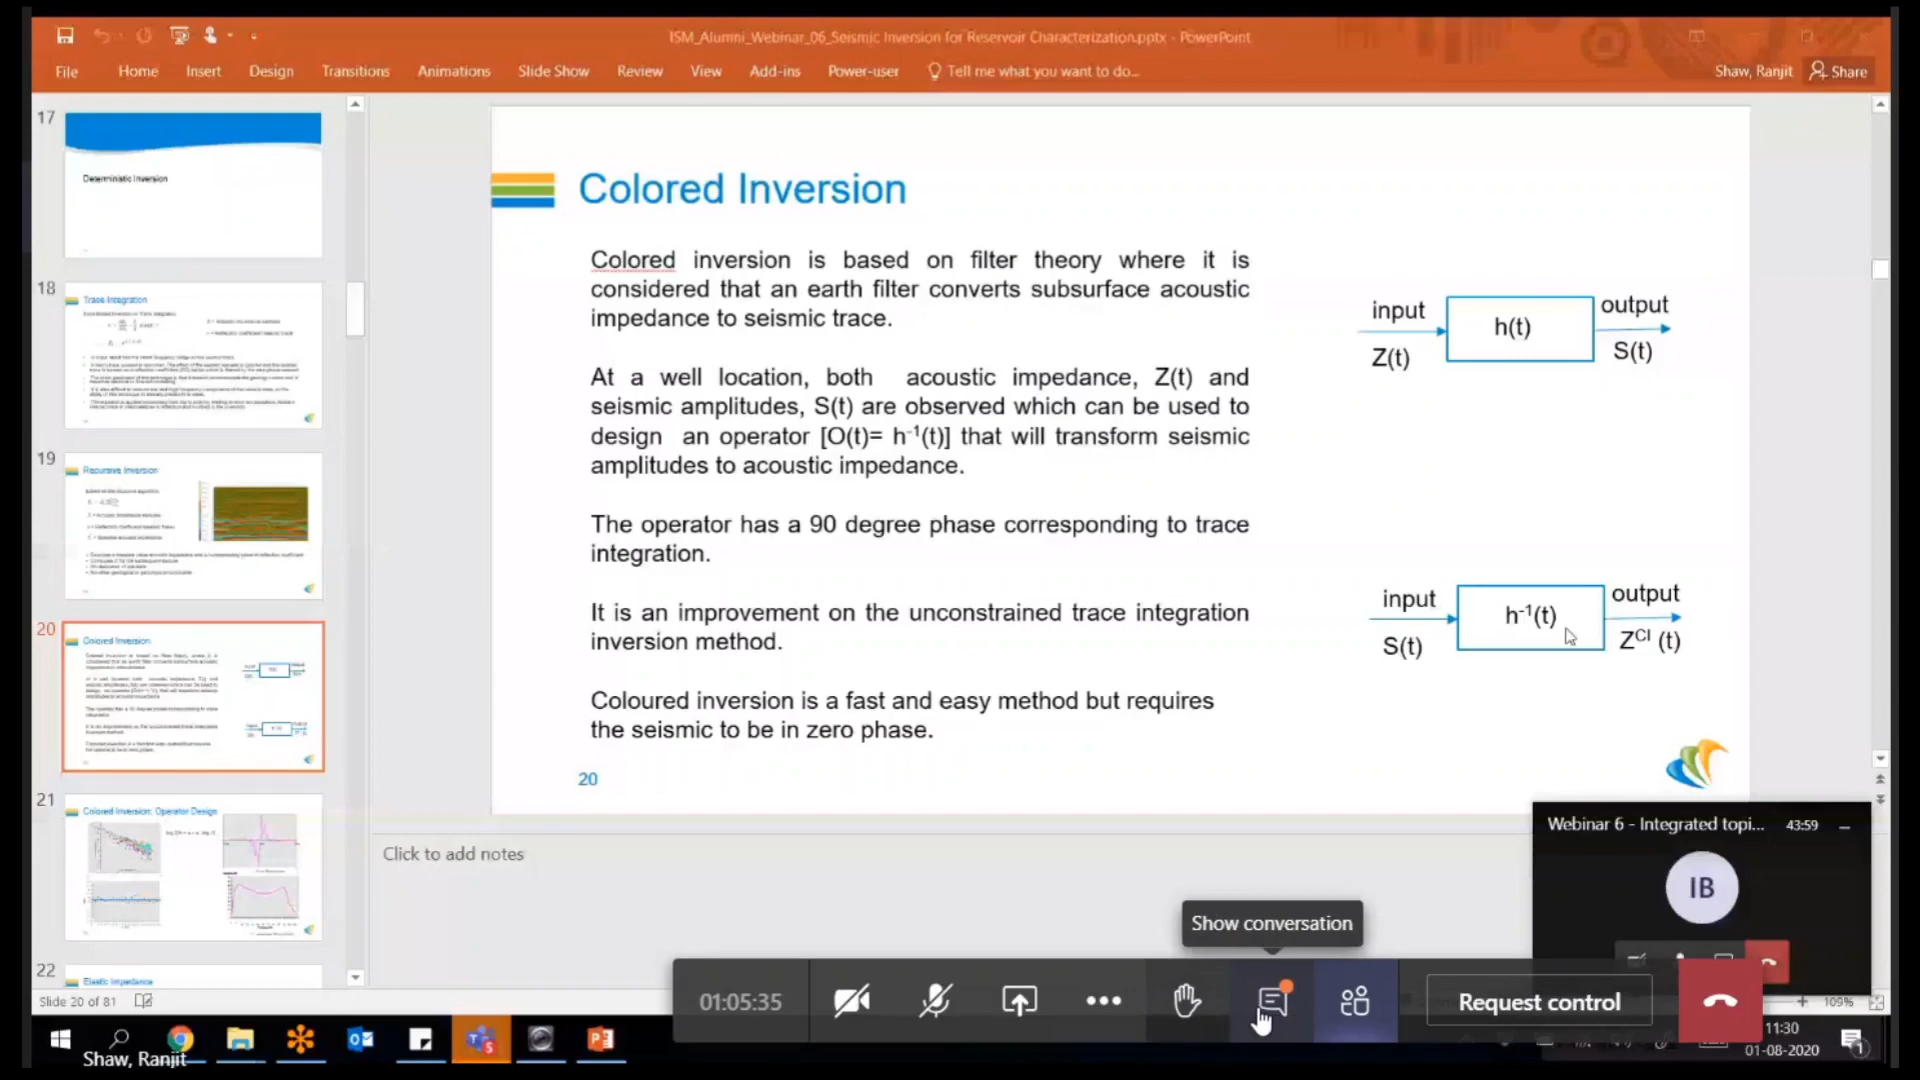 ISM_Alumni_Webinar_06_Seismic Inversion for Reservoir Characterization.pptx - PowerPoint
File Home Insert Design Transitions Animations Slide Show Review View Add-ins Power-user Tell me what you want to do... Shaw, Ranjit Share
17
Deterministic Inversion
18
Trace Integration
19
Recursive Inversion
20
Colored Inversion
21
Colored Inversion: Operator Design
22
Elastic Impedance
Colored Inversion
Colored inversion is based on filter theory where it is
considered that an earth filter converts subsurface acoustic
impedance to seismic trace.
At a well location, both acoustic impedance, Z(t) and
seismic amplitudes, S(t) are observed which can be used to
design an operator [O(t)= h⁻¹(t)] that will transform seismic
amplitudes to acoustic impedance.
The operator has a 90 degree phase corresponding to trace
integration.
It is an improvement on the unconstrained trace integration
inversion method.
Coloured inversion is a fast and easy method but requires
the seismic to be in zero phase.
20
input h(t) output
Z(t) S(t)
input h⁻¹(t) output
S(t) Zᶜᴵ (t)
Click to add notes
Webinar 6 - Integrated topi... 43:59
IB
Show conversation
01:05:35 Request control
Slide 20 of 81
109%
11:30
01-08-2020
1
Shaw, Ranjit